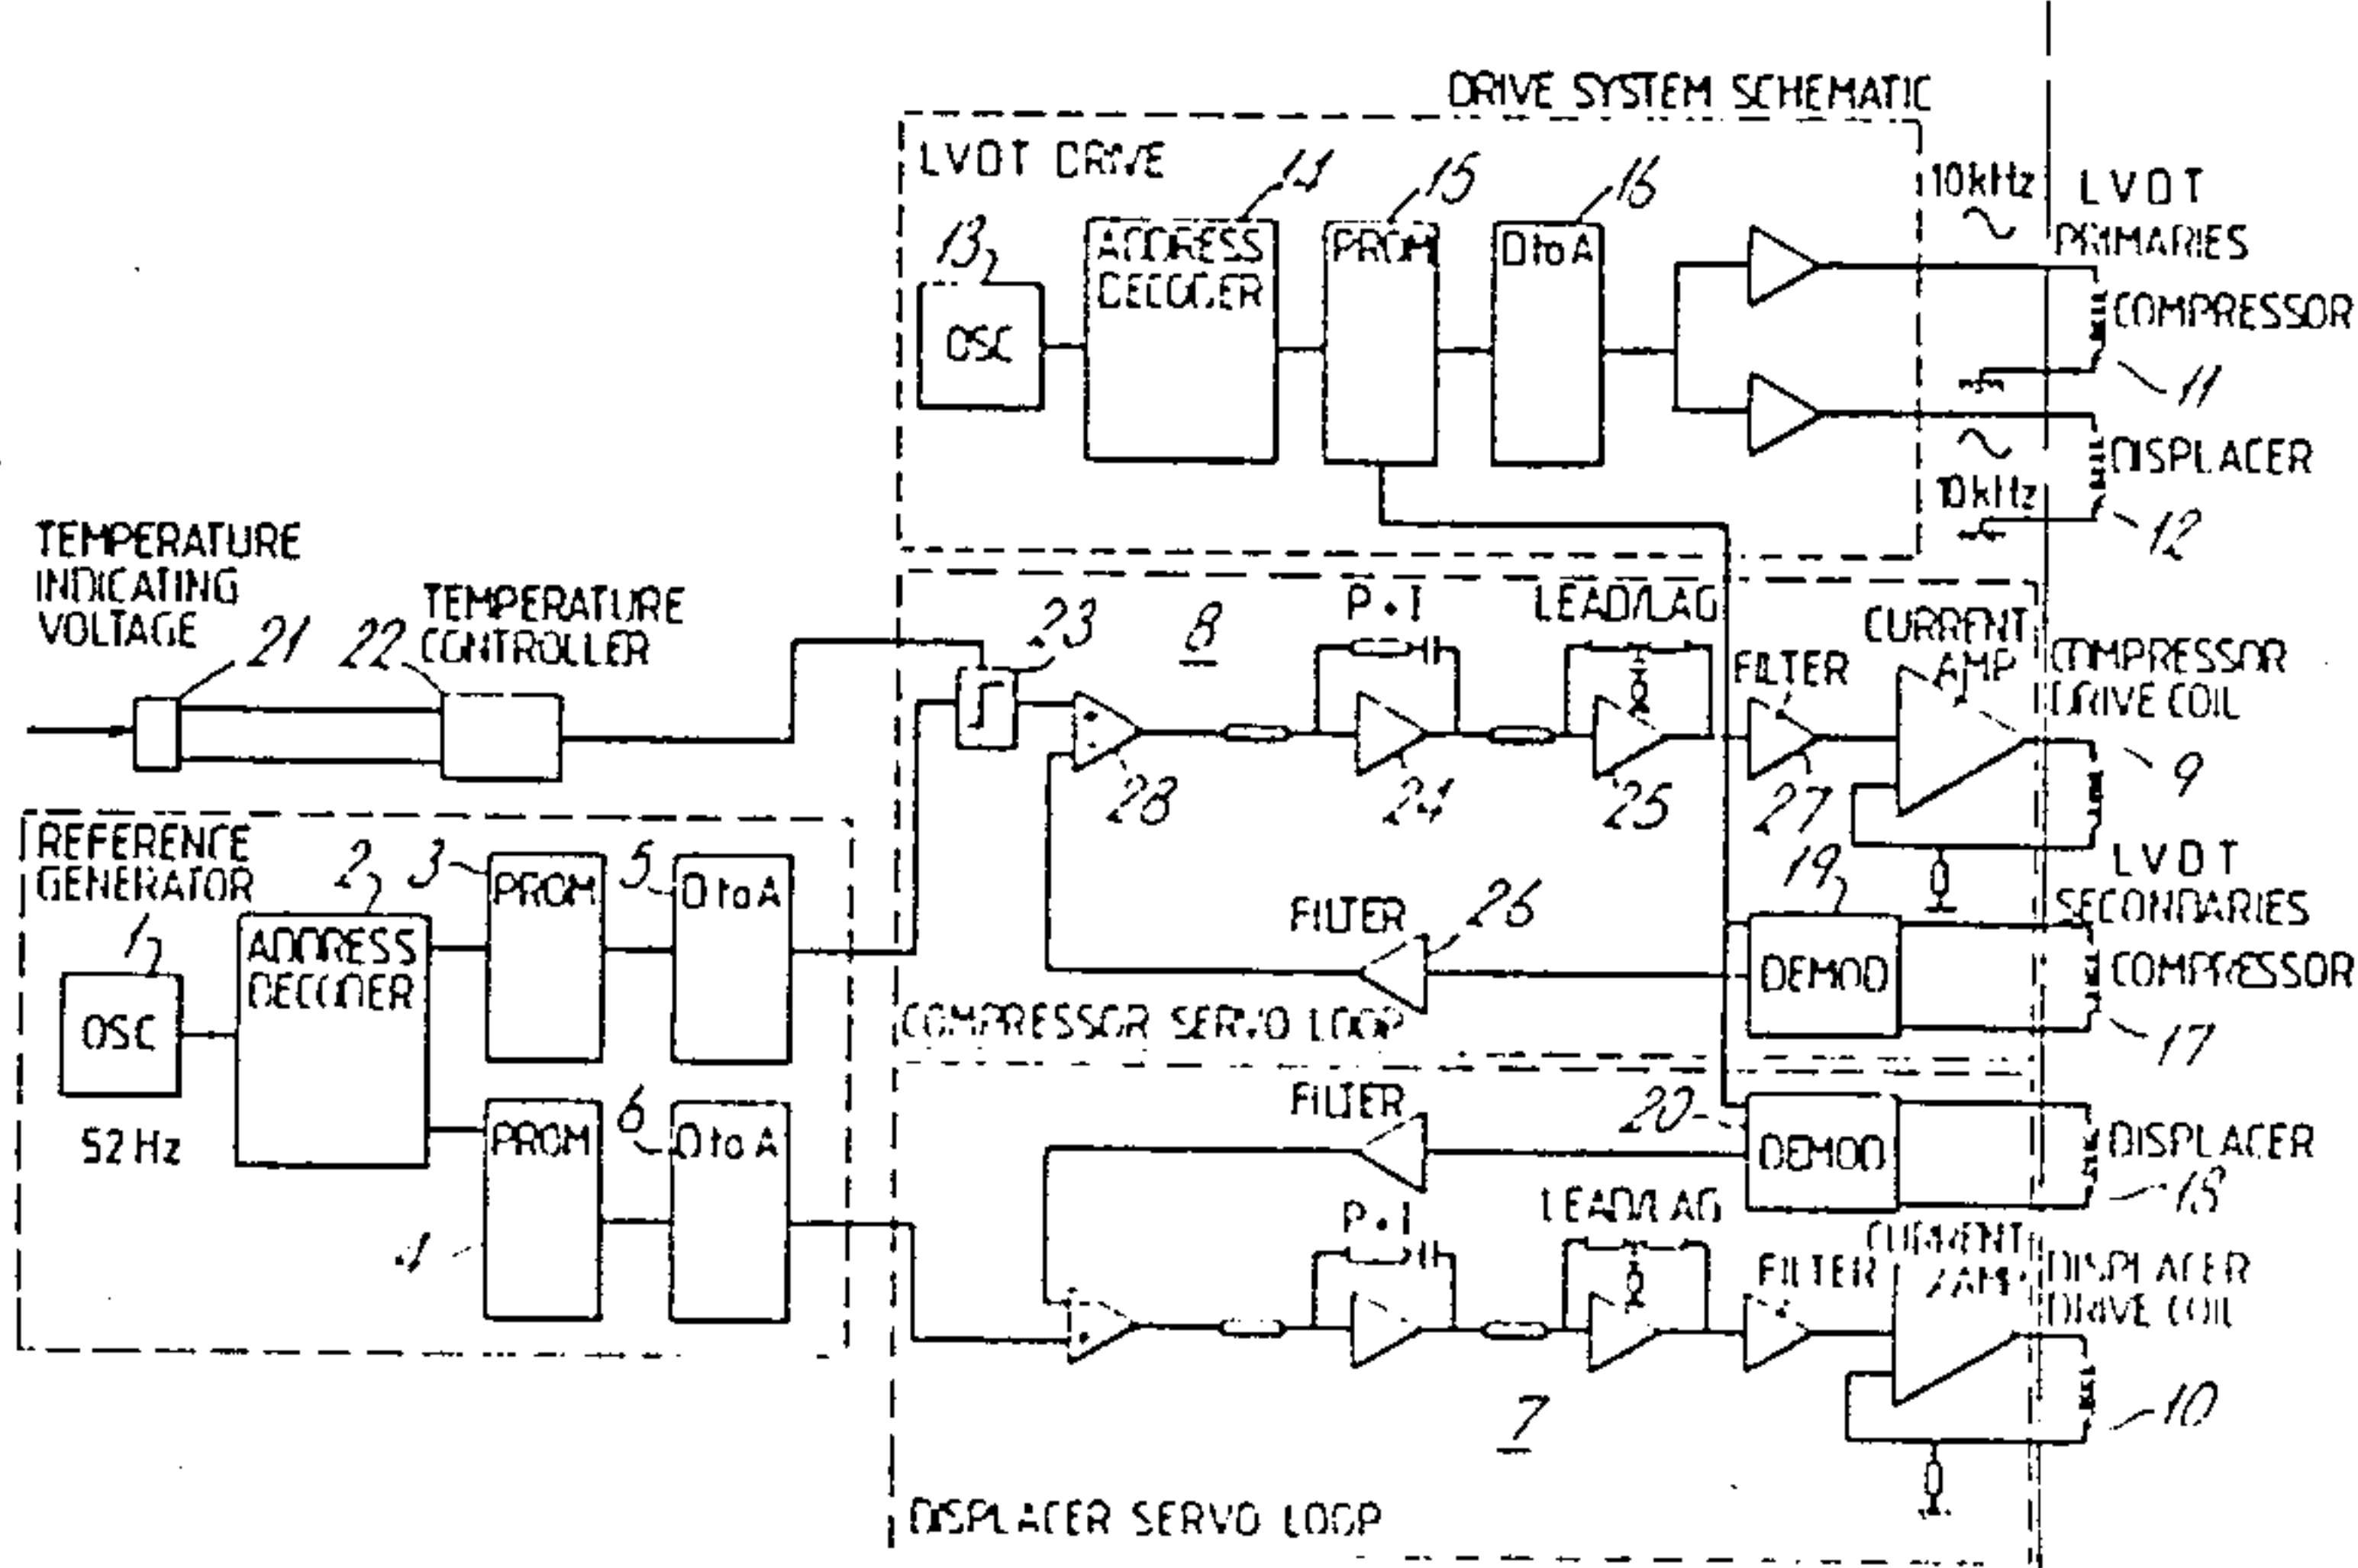 DRIVE SYSTEM SCHEMATIC
LVDT DRIVE
13
14
15
16
OSC
ADDRESS
DECODER
PROM
D to A
10kHz
LVDT
PRIMARIES
COMPRESSOR
11
DISPLACER
10kHz
12
TEMPERATURE
INDICATING
VOLTAGE
21
22
TEMPERATURE
CONTROLLER
23
8
P+I
LEAD/LAG
FILTER
CURRENT
AMP
COMPRESSOR
DRIVE COIL
9
28
24
25
27
REFERENCE
GENERATOR
1
2
3
5
OSC
52 Hz
ADDRESS
DECODER
PROM
D to A
FILTER
26
19
DEMOD
LVDT
SECONDARIES
COMPRESSOR
17
COMPRESSOR SERVO LOOP
4
PROM
6
D to A
FILTER
20
DEMOD
DISPLACER
18
P+I
LEAD/LAG
FILTER
CURRENT
AMP
DISPLACER
DRIVE COIL
10
7
DISPLACER SERVO LOOP